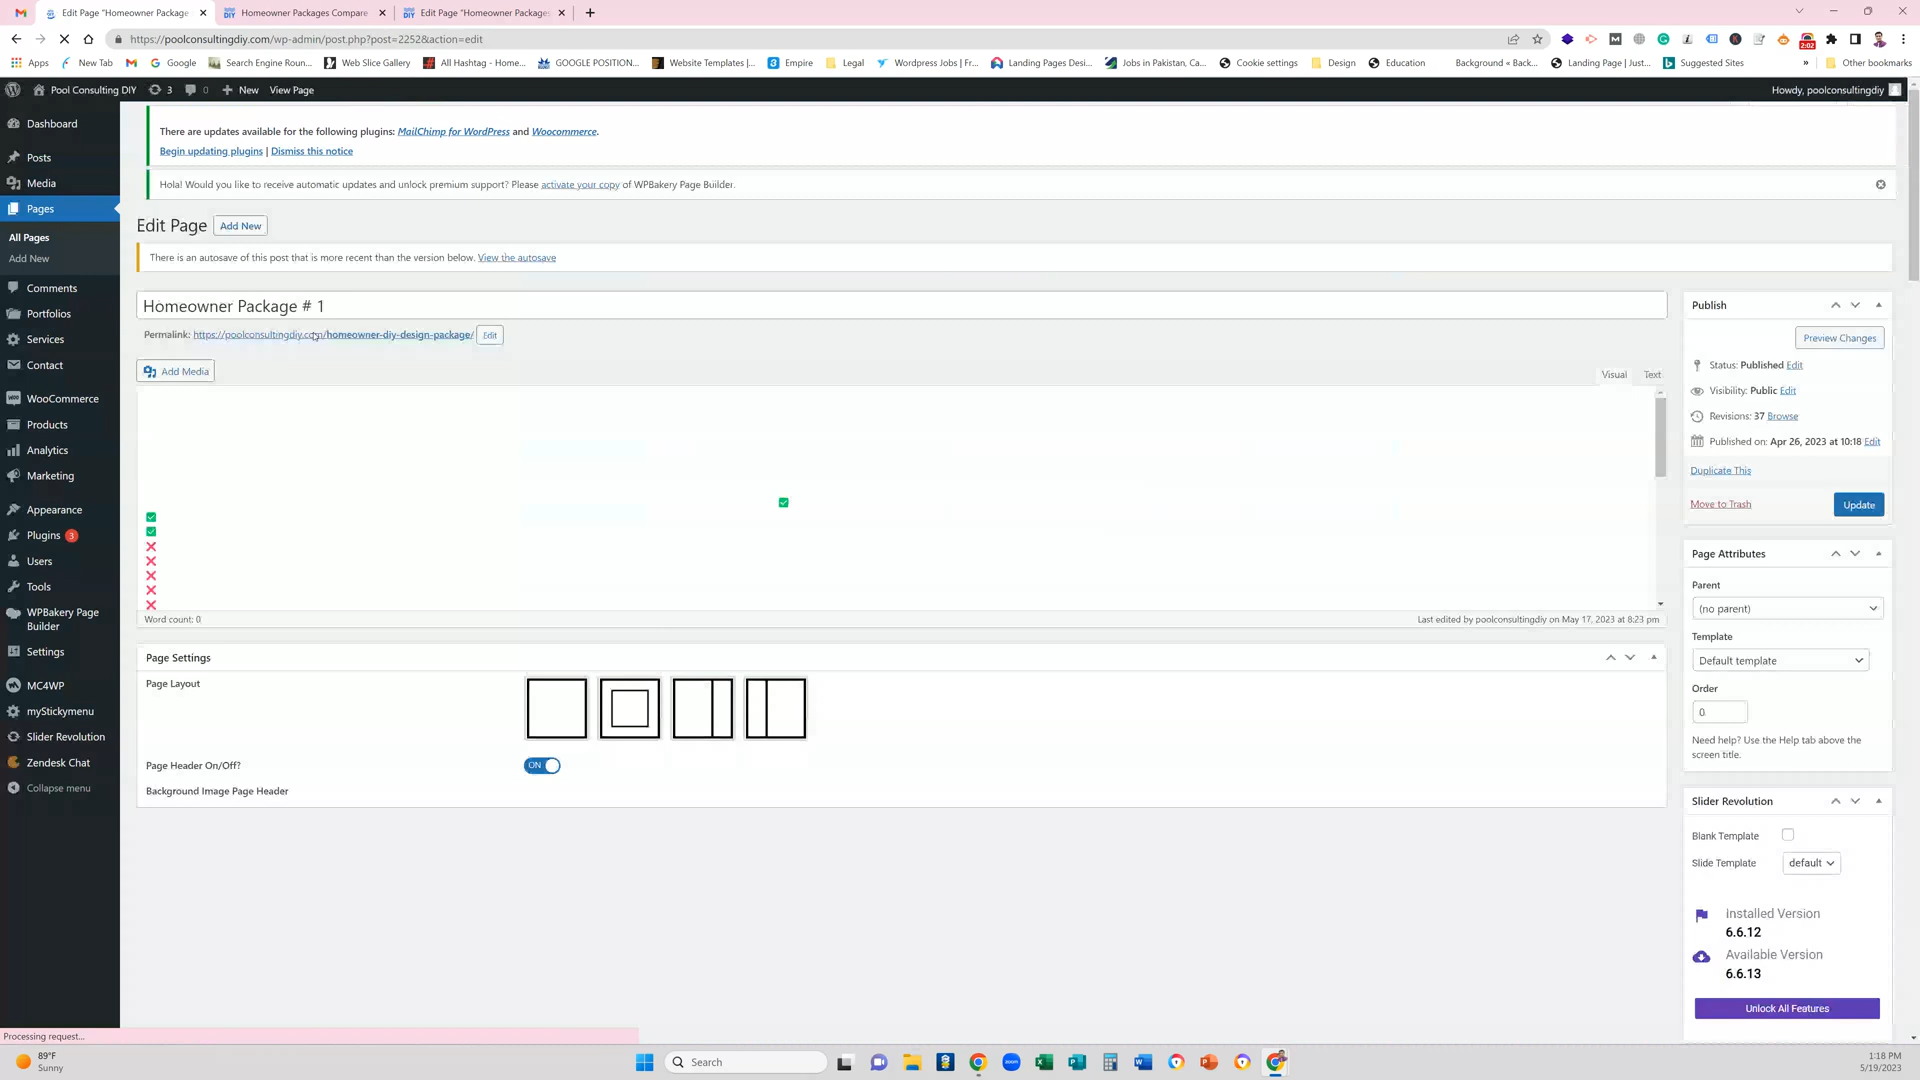 Edit Page "Homeowner Package
Homeowner Packages Compare
Edit Page "Homeowner Packages
https://poolconsultingdiy.com/wp-admin/post.php?post=2252&action=edit
2:02
Apps
New Tab
Google
Search Engine Roun...
Web Slice Gallery
All Hashtag - Home...
GOOGLE POSITION...
Website Templates |...
Empire
Legal
Wordpress Jobs | Fr...
Landing Pages Desi...
Jobs in Pakistan, Ca...
Cookie settings
Design
Education
Background « Back...
Landing Page | Just...
Suggested Sites
»
Other bookmarks
Pool Consulting DIY
3
0
New
View Page
Howdy, poolconsultingdiy
Dashboard
Posts
Media
Pages
All Pages
Add New
Comments
Portfolios
Services
Contact
WooCommerce
Products
Analytics
Marketing
Appearance
Plugins 3
Users
Tools
WPBakery Page
Builder
Settings
MC4WP
myStickymenu
Slider Revolution
Zendesk Chat
Collapse menu
There are updates available for the following plugins: MailChimp for WordPress and Woocommerce.
Begin updating plugins | Dismiss this notice
Hola! Would you like to receive automatic updates and unlock premium support? Please activate your copy of WPBakery Page Builder.
Edit Page
Add New
There is an autosave of this post that is more recent than the version below. View the autosave
Homeowner Package # 1
Permalink: https://poolconsultingdiy.com/homeowner-diy-design-package/
Edit
Add Media
Visual
Text
Word count: 0
Last edited by poolconsultingdiy on May 17, 2023 at 8:23 pm
Page Settings
Page Layout
Page Header On/Off?
ON
Background Image Page Header
Publish
Preview Changes
Status: Published Edit
Visibility: Public Edit
Revisions: 37 Browse
Published on: Apr 26, 2023 at 10:18 Edit
Duplicate This
Move to Trash
Update
Page Attributes
Parent
(no parent)
Template
Default template
Order
0
Need help? Use the Help tab above the
screen title.
Slider Revolution
Blank Template
Slide Template
default
Installed Version
6.6.12
Available Version
6.6.13
Unlock All Features
Processing request...
89°F
Sunny
Search
1:18 PM
5/19/2023